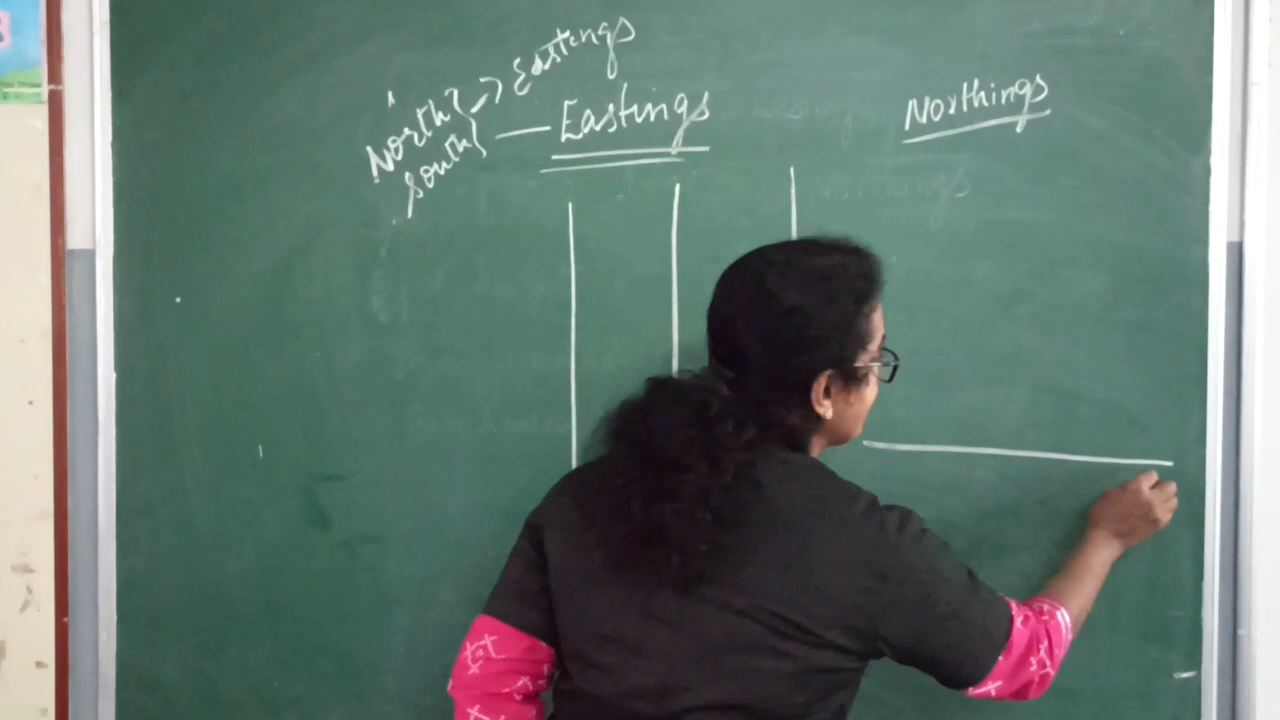 North } → Eastings
South } — Eastings
Northings